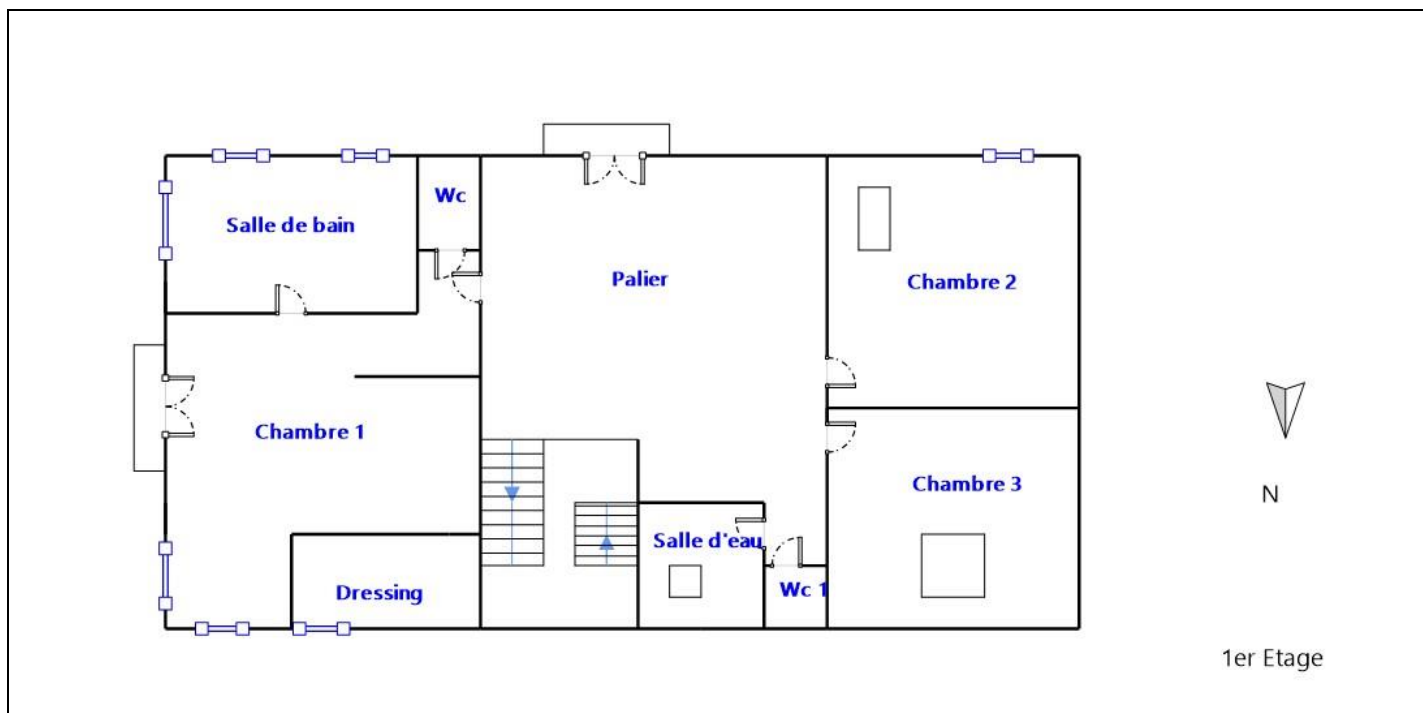 Wc
Salle de bain
Palier
Chambre 2
Chambre 1
Chambre 3
N
Salle d'eau
Dressing
Wc 1
1er Etage